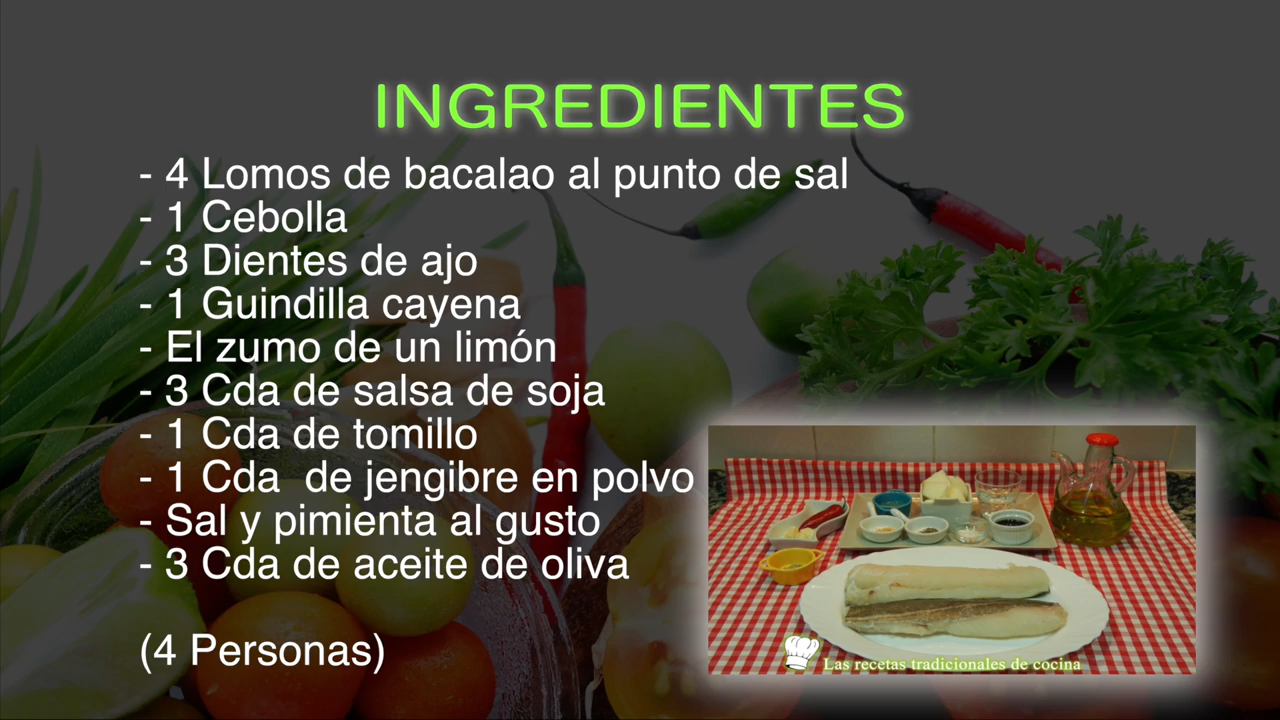 INGREDIENTES
- 4 Lomos de bacalao al punto de sal
- 1 Cebolla
- 3 Dientes de ajo
- 1 Guindilla cayena
- El zumo de un limón
- 3 Cda de salsa de soja
- 1 Cda de tomillo
- 1 Cda  de jengibre en polvo
- Sal y pimienta al gusto
- 3 Cda de aceite de oliva
(4 Personas)
Las recetas tradicionales de cocina